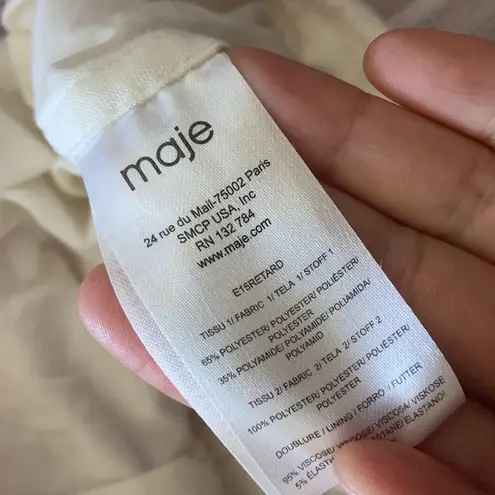 maje
24 rue du Mail-75002 Paris
SMCP USA, Inc
RN 132 784
www.maje.com
E15RETARD
TISSU 1/ FABRIC 1/ TELA 1/ STOFF 1
65% POLYESTER/ POLYESTER/ POLIÉSTER/
POLYESTER
35% POLYAMIDE/ POLYAMIDE/ POLIAMIDA/
POLYAMID
TISSU 2/ FABRIC 2/ TELA 2/ STOFF 2
100% POLYESTER/ POLYESTER/ POLIÉSTER/
POLYESTER
DOUBLURE / LINING / FORRO / FUTTER
95% VISCOSE/ VISCOSE/ VISCOSA/ VISKOSE
5% ÉLASTHANNE/ ELASTANE/ ELASTANO/